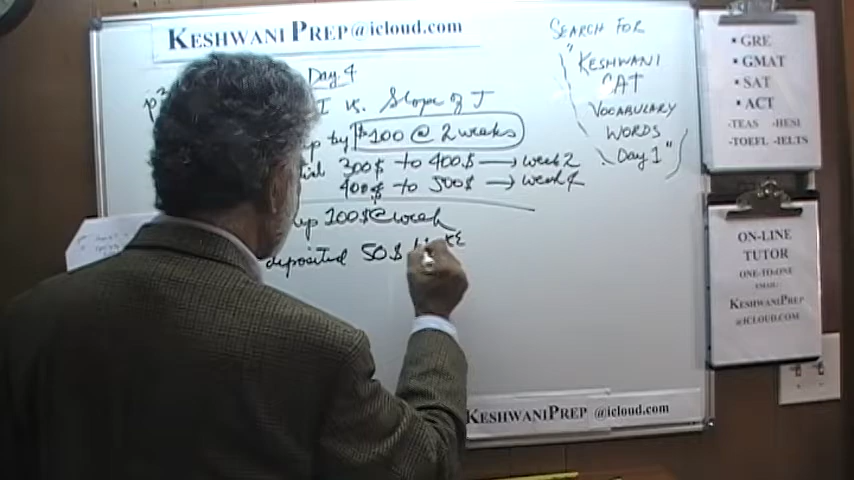 KESHWANI PREP@iCLOUD.COM
Day 4
I vs. Slope of J
up by $100 @ 2 weeks
300$ to 400$ → week 2
400$ to 500$ → week 4
up 100$ @ week
deposited 50$
SEARCH FOR
"KESHWANI
CAT
VOCABULARY
WORDS
Day 1"
• GRE
• GMAT
• SAT
• ACT
-TEAS -HESI
-TOEFL -IELTS
ON-LINE
TUTOR
ONE-TO-ONE
EMAIL:
KESHWANIPREP
@iCLOUD.COM
KESHWANIPREP @icloud.com